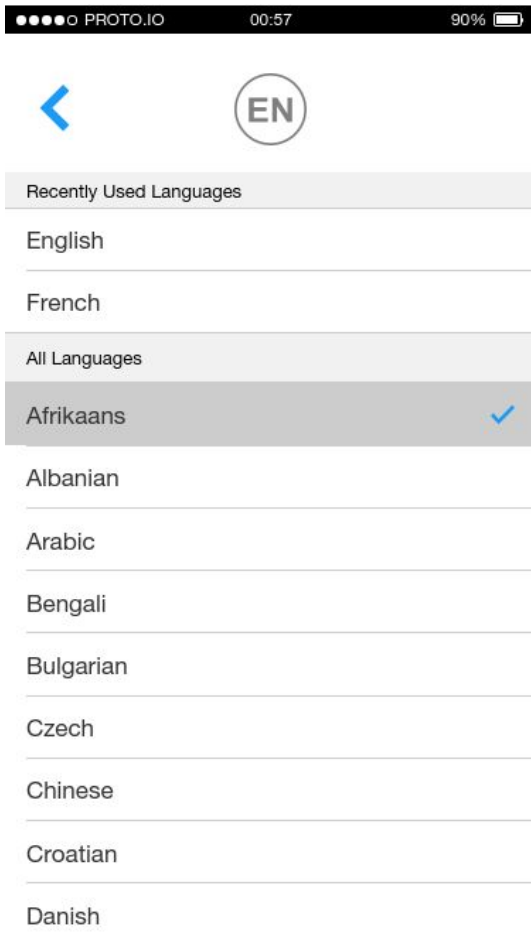 PROTO.IO 00:57 90%
EN
Recently Used Languages
English
French
All Languages
Afrikaans
Albanian
Arabic
Bengali
Bulgarian
Czech
Chinese
Croatian
Danish